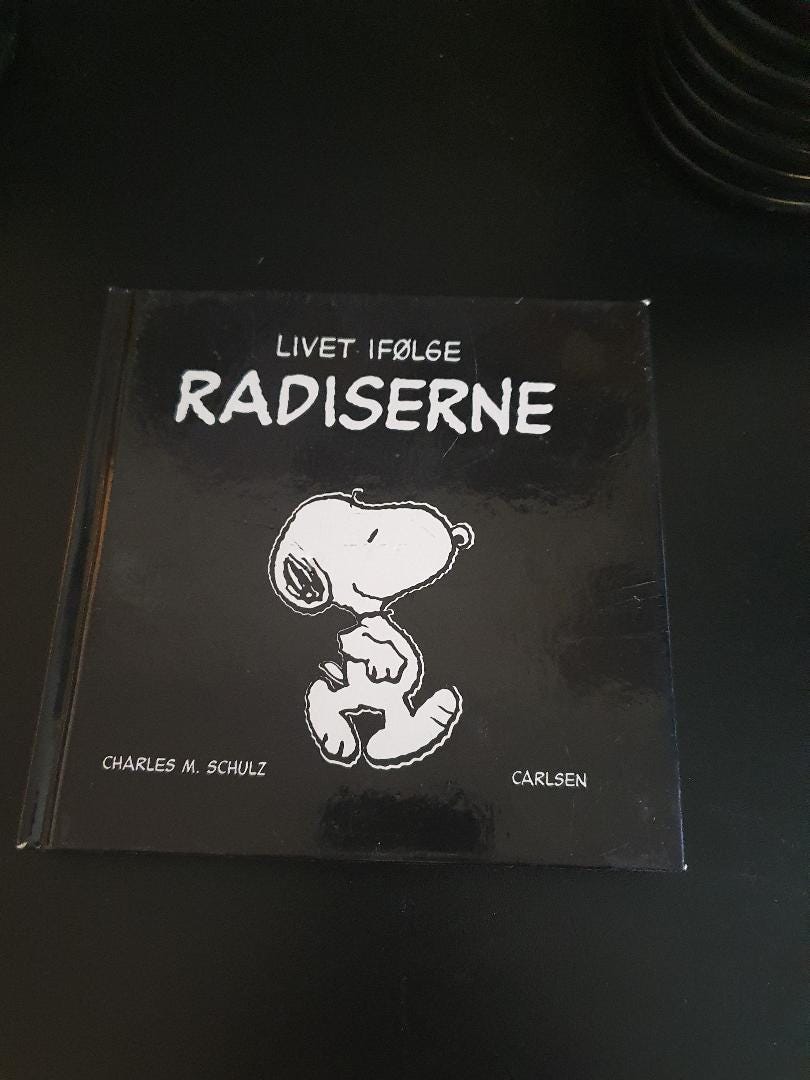 LIVET IFØLGE
RADISERNE
CHARLES M. SCHULZ
CARLSEN